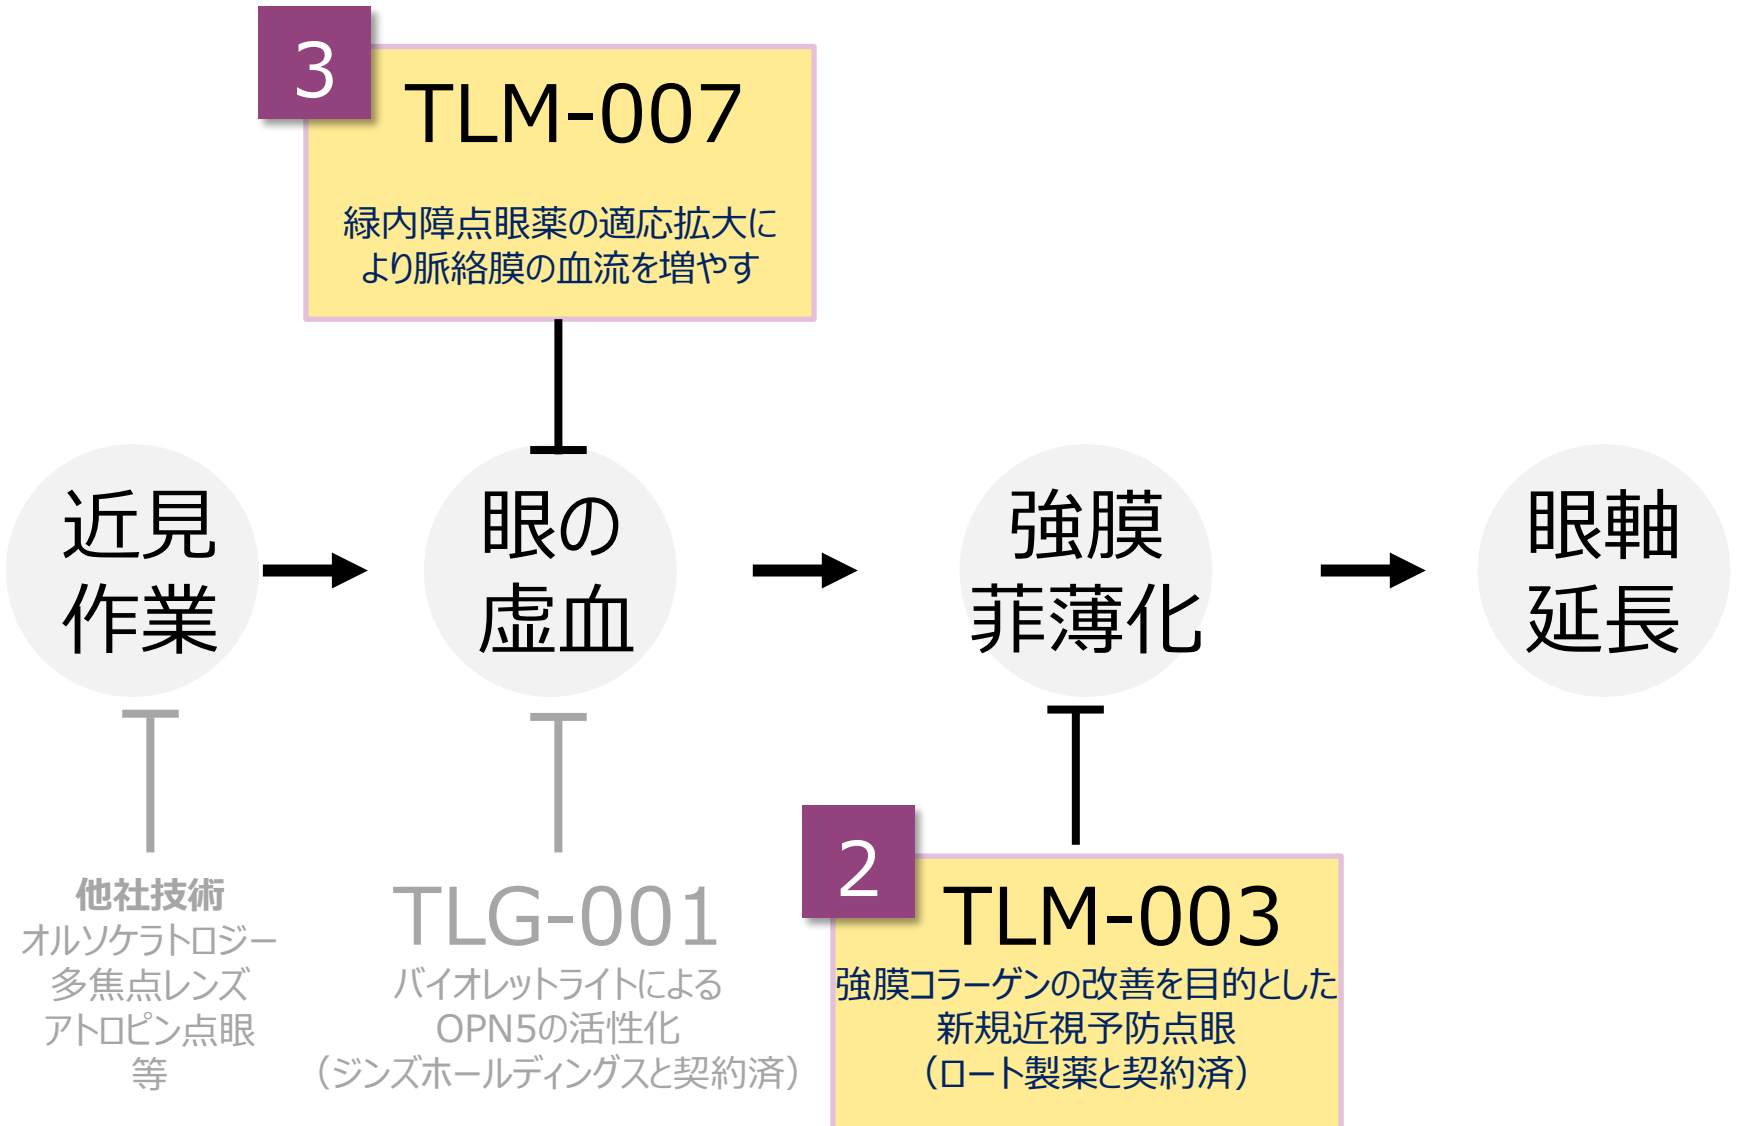 3
TLM-007
緑内障点眼薬の適応拡大に
より脈絡膜の血流を増やす
近見
作業
眼の
虚血
強膜
菲薄化
眼軸
延長
他社技術
オルソケラトロジー
多焦点レンズ
アトロピン点眼
等
TLG-001
バイオレットライトによる
OPN5の活性化
（ジンズホールディングスと契約済）
2
TLM-003
強膜コラーゲンの改善を目的とした
新規近視予防点眼
（ロート製薬と契約済）